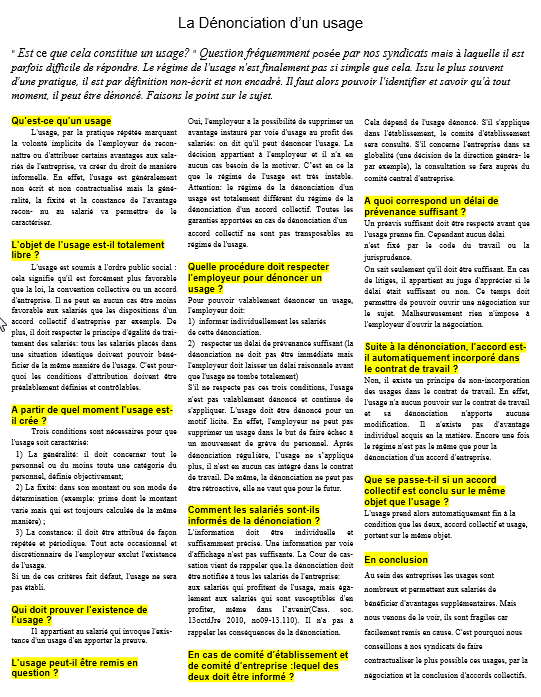 La Dénonciation d'un usage
" Est ce que cela constitue un usage? " Question fréquemment posée par nos syndicats mais à laquelle il est
parfois difficile de répondre. Le régime de l'usage n'est finalement pas si simple que cela. Issu le plus souvent
d'une pratique, il est par définition non-écrit et non encadré. Il faut alors pouvoir l'identifier et savoir qu'à tout
moment, il peut être dénoncé. Faisons le point sur le sujet.
Qu'est-ce qu'un usage
L'usage, par la pratique répétée marquant
la volonté implicite de l'employeur de recon-
naître ou d'attribuer certains avantages aux sala-
riés de l'entreprise, va créer du droit de manière
informelle. En effet, l'usage est généralement
non écrit et non contractualisé mais la géné-
ralité, la fixité et la constance de l'avantage
recon- nu au salarié va permettre de le
caractériser.
L'objet de l'usage est-il totalement
libre ?
L'usage est soumis à l'ordre public social :
cela signifie qu'il est forcement plus favorable
que la loi, la convention collective ou un accord
d'entreprise. Il ne peut en aucun cas être moins
favorable aux salariés que les dispositions d'un
accord collectif d'entreprise par exemple. De
plus, il doit respecter le principe d'égalité de trai-
tement des salariés: tous les salariés placés dans
une situation identique doivent pouvoir béné-
ficier de la même manière de l'usage. C'est pour-
quoi les conditions d'attribution doivent être
préalablement définies et contrôlables.
A partir de quel moment l'usage est-
il crée ?
Trois conditions sont nécessaires pour que
l'usage soit caractérisé:
1) La généralité: il doit concerner tout le
personnel ou du moins toute une catégorie du
personnel, définie objectivement;
2) La fixite: dans son montant ou son mode de
détermination (exemple: prime dont le montant
varie mais qui est toujours calculée de la même
manière) ;
3) La constance: il doit être attribué de façon
répétée et périodique. Tout acte occasionnel et
discrétionnaire de l'employeur exclut l'existence
de l'usage.
Si un de ces critères fait défaut, l'usage ne sera
pas établi.
Qui doit prouver l'existence de
l'usage ?
Il appartient au salarié qui invoque l'exis-
tence d'un usage d'en apporter la preuve.
L'usage peut-il être remis en
question ?
Oui, l'employeur a la possibilité de supprimer un
avantage instauré par voie d'usage au profit des
salariés: on dit qu'il peut dénoncer l'usage. La
décision appartient à l'employeur et il n'a en
aucun cas besoin de la motiver. C'est en ce la
que le régime de l'usage est très instable.
Attention: le régime de la dénonciation d'un
usage est totalement différent du régime de la
dénonciation d'un accord collectif. Toutes les
garanties apportées en cas de dénonciation d'un
accord collectif ne sont pas transposables au
régime de l'usage.
Quelle procédure doit respecter
l'employeur pour dénoncer un
usage ?
Pour pouvoir valablement dénoncer un usage,
l'employeur doit:
1) informer individuellement les salariés
de cette dénonciation.
2) respecter un délai de prévenance suffisant (la
dénonciation ne doit pas être immédiate mais
l'employeur doit laisser un délai raisonnable avant
que l'usage ne tombe totalement)
S'il ne respecte pas ces trois conditions, l'usage
n'est pas valablement dénoncé et continue de
s'appliquer. L'usage doit être dénoncé pour un
motif licite. En effet, l'employeur ne peut pas
supprimer un usage dans le but de faire échec à
un mouvement de grève du personnel. Après
dénonciation régulière, l'usage ne s'applique
plus, il n'est en aucun cas intégré dans le contrat
de travail. De même, la dénonciation ne peut pas
être rétroactive, elle ne vaut que pour le futur.
Comment les salariés sont-ils
informés de la dénonciation ?
L'information doit être individuelle et
suffisamment précise. Une information par voie
d'affichage n'est pas suffisante. La Cour de cas-
sation vient de rappeler que.la dénonciation doit
être notifiée à tous les salariés de l'entreprise:
aux salariés qui profitent de l'usage, mais éga-
lement aux salariés qui sont susceptibles d'en
profiter, même dans l'avenir(Cass. soc.
13octdJre 2010, no09-13.110). Il n'a à
rappeler les conséquences de la dénonciation.
En cas de comité d'établissement et
de comité d'entreprise :lequel des
deux doit être informé ?
Cela dépend de l'usage dénoncé. S'il s'applique
dans l'établissement, le comité d'établissement
sera consulté. S'il concerne l'entreprise dans sa
globalité (une décision de la direction généra- le
par exemple), la consultation se fera auprès du
comité central d'entreprise.
A quoi correspond un délai de
prévenance suffisant ?
Un préavis suffisant doit être respecté avant que
l'usage prenne fin. Cependant aucun délai
n'est fixé par le code du travail ou la
jurisprudence.
On sait seulement qu'il doit être suffisant. En cas
de litiges, il appartient au juge d'apprécier si le
délai était suffisant ou non. Ce temps doit
permettre de pouvoir ouvrir une négociation sur
le sujet. Malheureusement rien n'impose à
l'employeur d'ouvrir la négociation.
Suite à la dénonciation, l'accord est-
il automatiquement incorporé dans
le contrat de travail ?
Non, il existe un principe de non-incorporation
des usages dans le contrat de travail. En effet,
l'usage n'a aucun pouvoir sur le contrat de travail
et sa dénonciation n'apporte aucune
modification. Il n'existe pas d'avantage
individuel acquis en la matière. Encore une fois
le régime n'est pas le même que pour la
dénonciation d'un accord d'entreprise.
Que se passe-t-il si un accord
collectif est conclu sur le même
objet que l'usage ?
L'usage prend alors automatiquement fin à la
condition que les deux, accord collectif et usage,
portent sur le même objet.
En conclusion
Au sein des entreprises les usages sont
nombreux et permettent aux salariés de
bénéficier d'avantages supplémentaires. Mais
nous venons de le voir, ils sont fragiles car
facilement remis en cause. C'est pourquoi nous
conseillons à nos syndicats de faire
contractualiser le plus possible ces usages, par la
négociation et la conclusion d'accords collectifs.